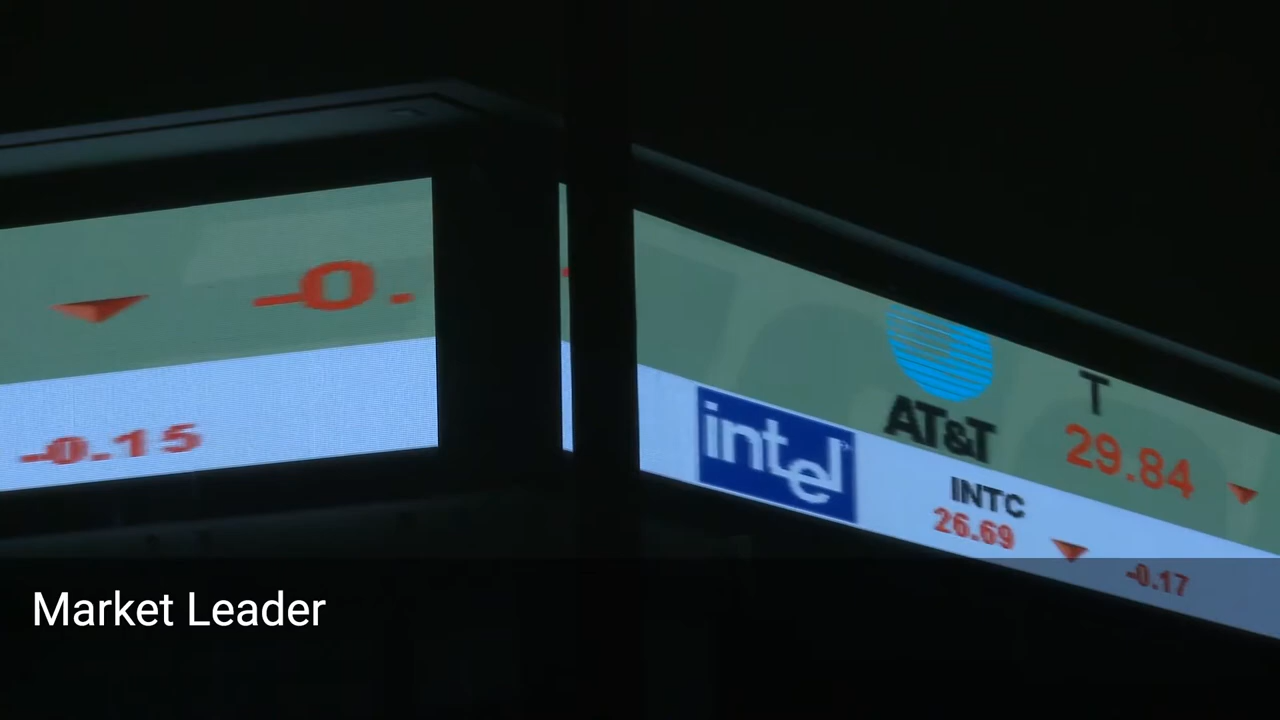 -0.
-0.15
AT&T
T
29.84
intel
INTC
26.69
-0.17
Market Leader